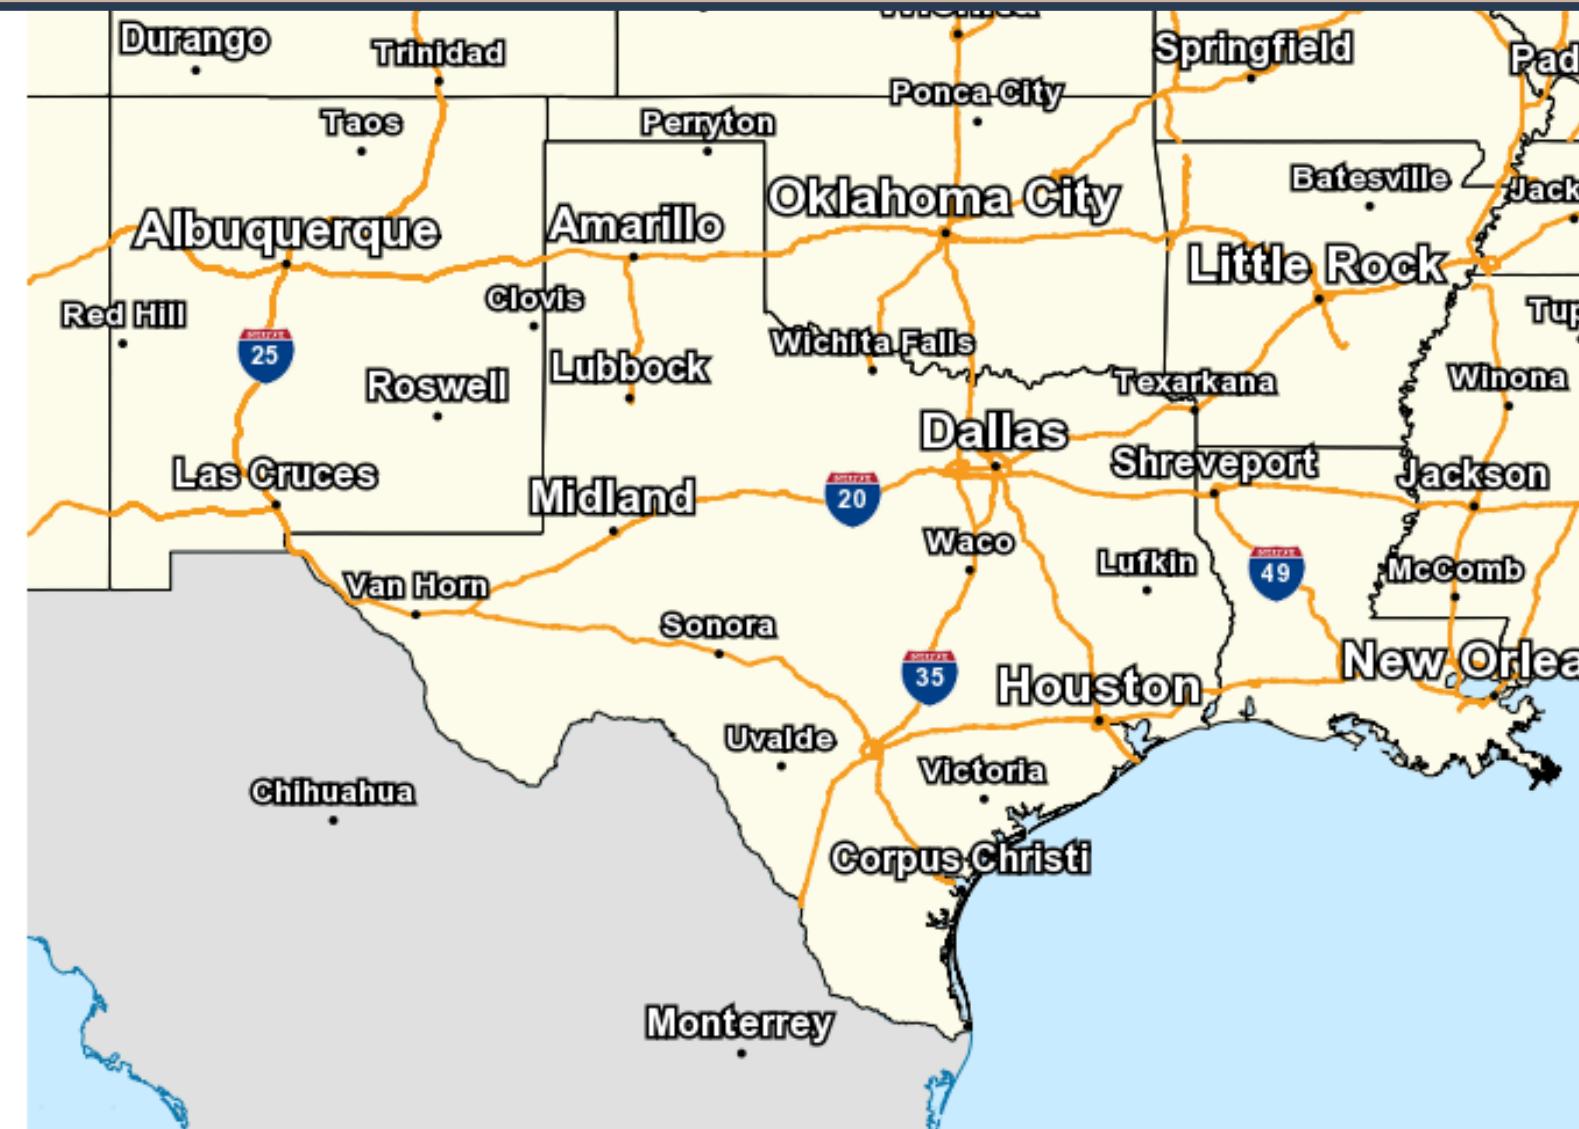 Durango
Trinidad
Springfield
Ponca City
Taos
Perryton
Batesville
Oklahoma City
Albuquerque
Amarillo
Little Rock
Red Hill
Clovis
25
Wichita Falls
Lubbock
Roswell
Texarkana
Winona
Dallas
Las Cruces
Shreveport
Jackson
Midland
20
Waco
Lufkin
49
McComb
Van Horn
Sonora
New Orlea
35
Houston
Uvalde
Victoria
Chihuahua
Corpus Christi
Monterrey